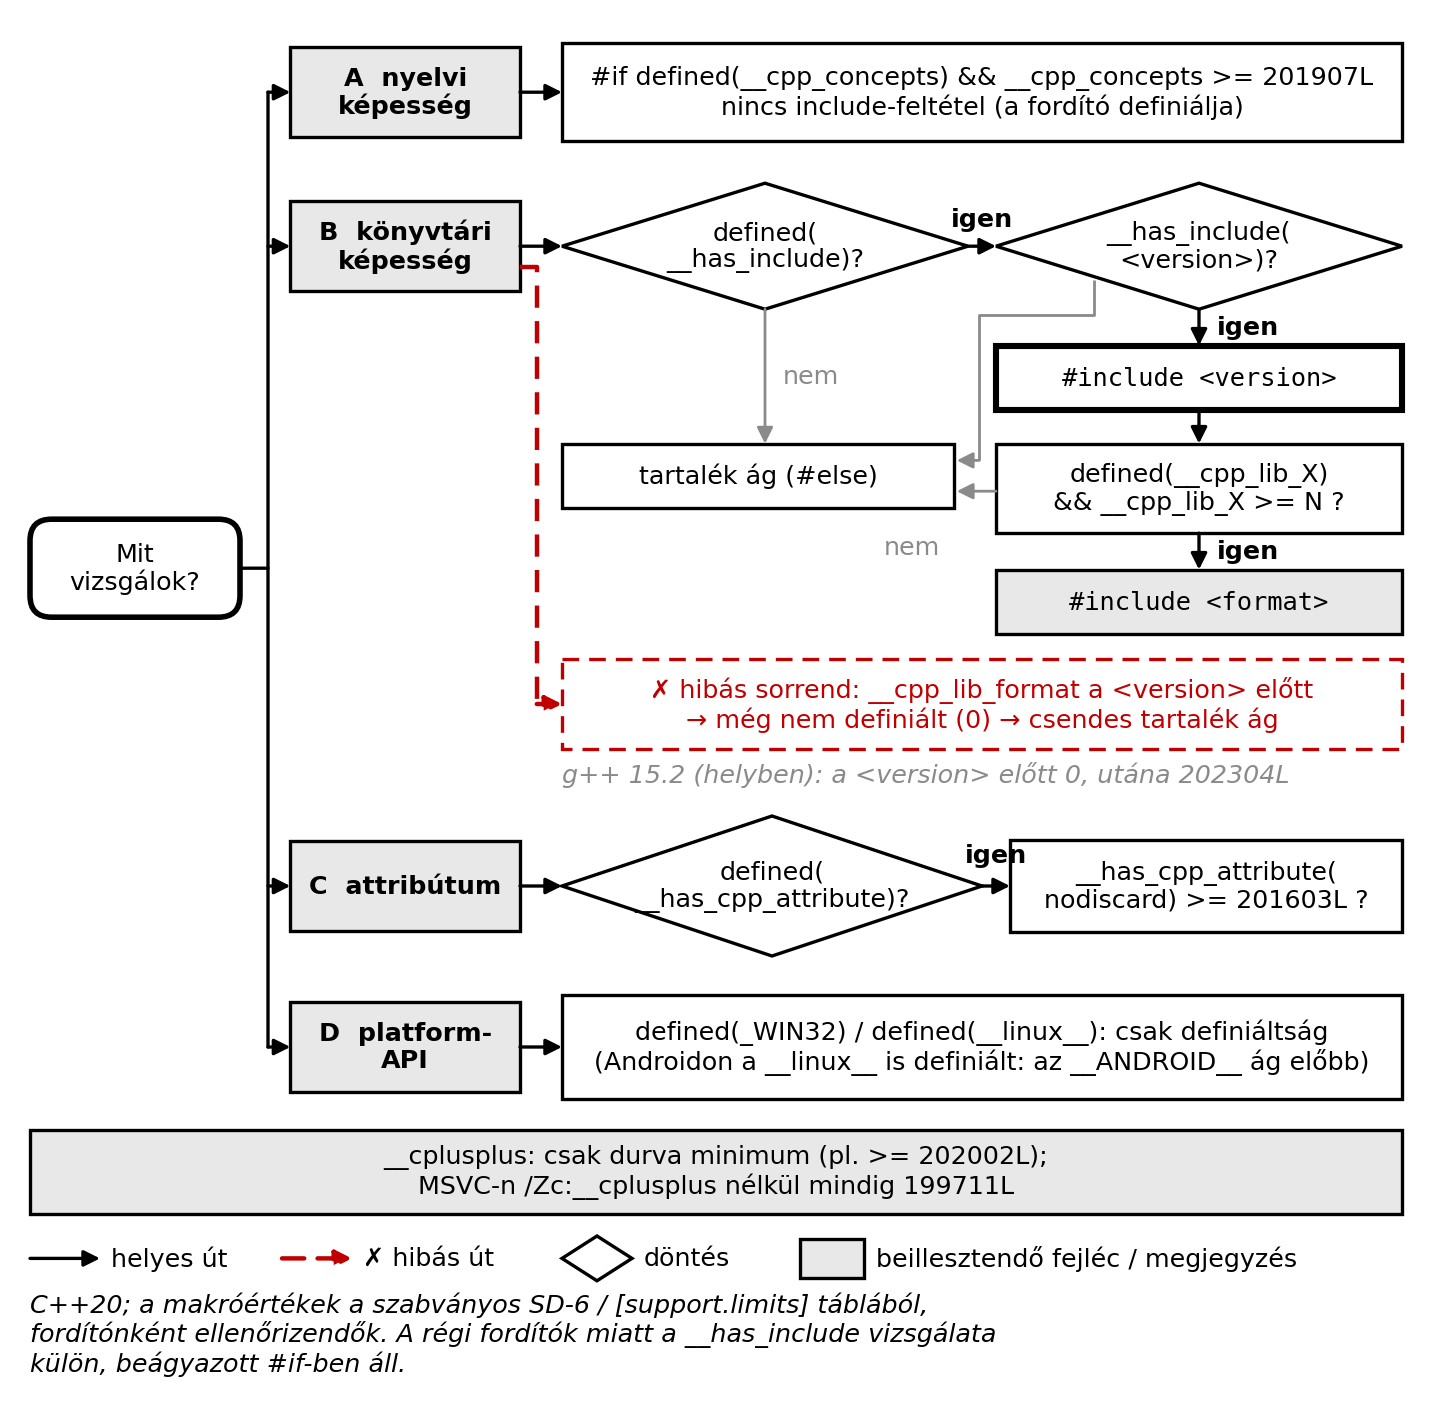 A  nyelvi
képesség
#if defined(__cpp_concepts) && __cpp_concepts >= 201907L
nincs include-feltétel (a fordító definiálja)
B  könyvtári
képesség
defined(
__has_include)?
igen
__has_include(
<version>)?
igen
nem
#include <version>
tartalék ág (#else)
defined(__cpp_lib_X)
&& __cpp_lib_X >= N ?
nem
igen
Mit
vizsgálok?
#include <format>
✗ hibás sorrend: __cpp_lib_format a <version> előtt
→ még nem definiált (0) → csendes tartalék ág
g++ 15.2 (helyben): a <version> előtt 0, utána 202304L
C  attribútum
defined(
__has_cpp_attribute)?
igen
__has_cpp_attribute(
nodiscard) >= 201603L ?
D  platform-
API
defined(_WIN32) / defined(__linux__): csak definiáltság
(Androidon a __linux__ is definiált: az __ANDROID__ ág előbb)
__cplusplus: csak durva minimum (pl. >= 202002L);
MSVC-n /Zc:__cplusplus nélkül mindig 199711L
helyes út
✗ hibás út
döntés
beillesztendő fejléc / megjegyzés
C++20; a makróértékek a szabványos SD-6 / [support.limits] táblából,
fordítónként ellenőrizendők. A régi fordítók miatt a __has_include vizsgálata
külön, beágyazott #if-ben áll.